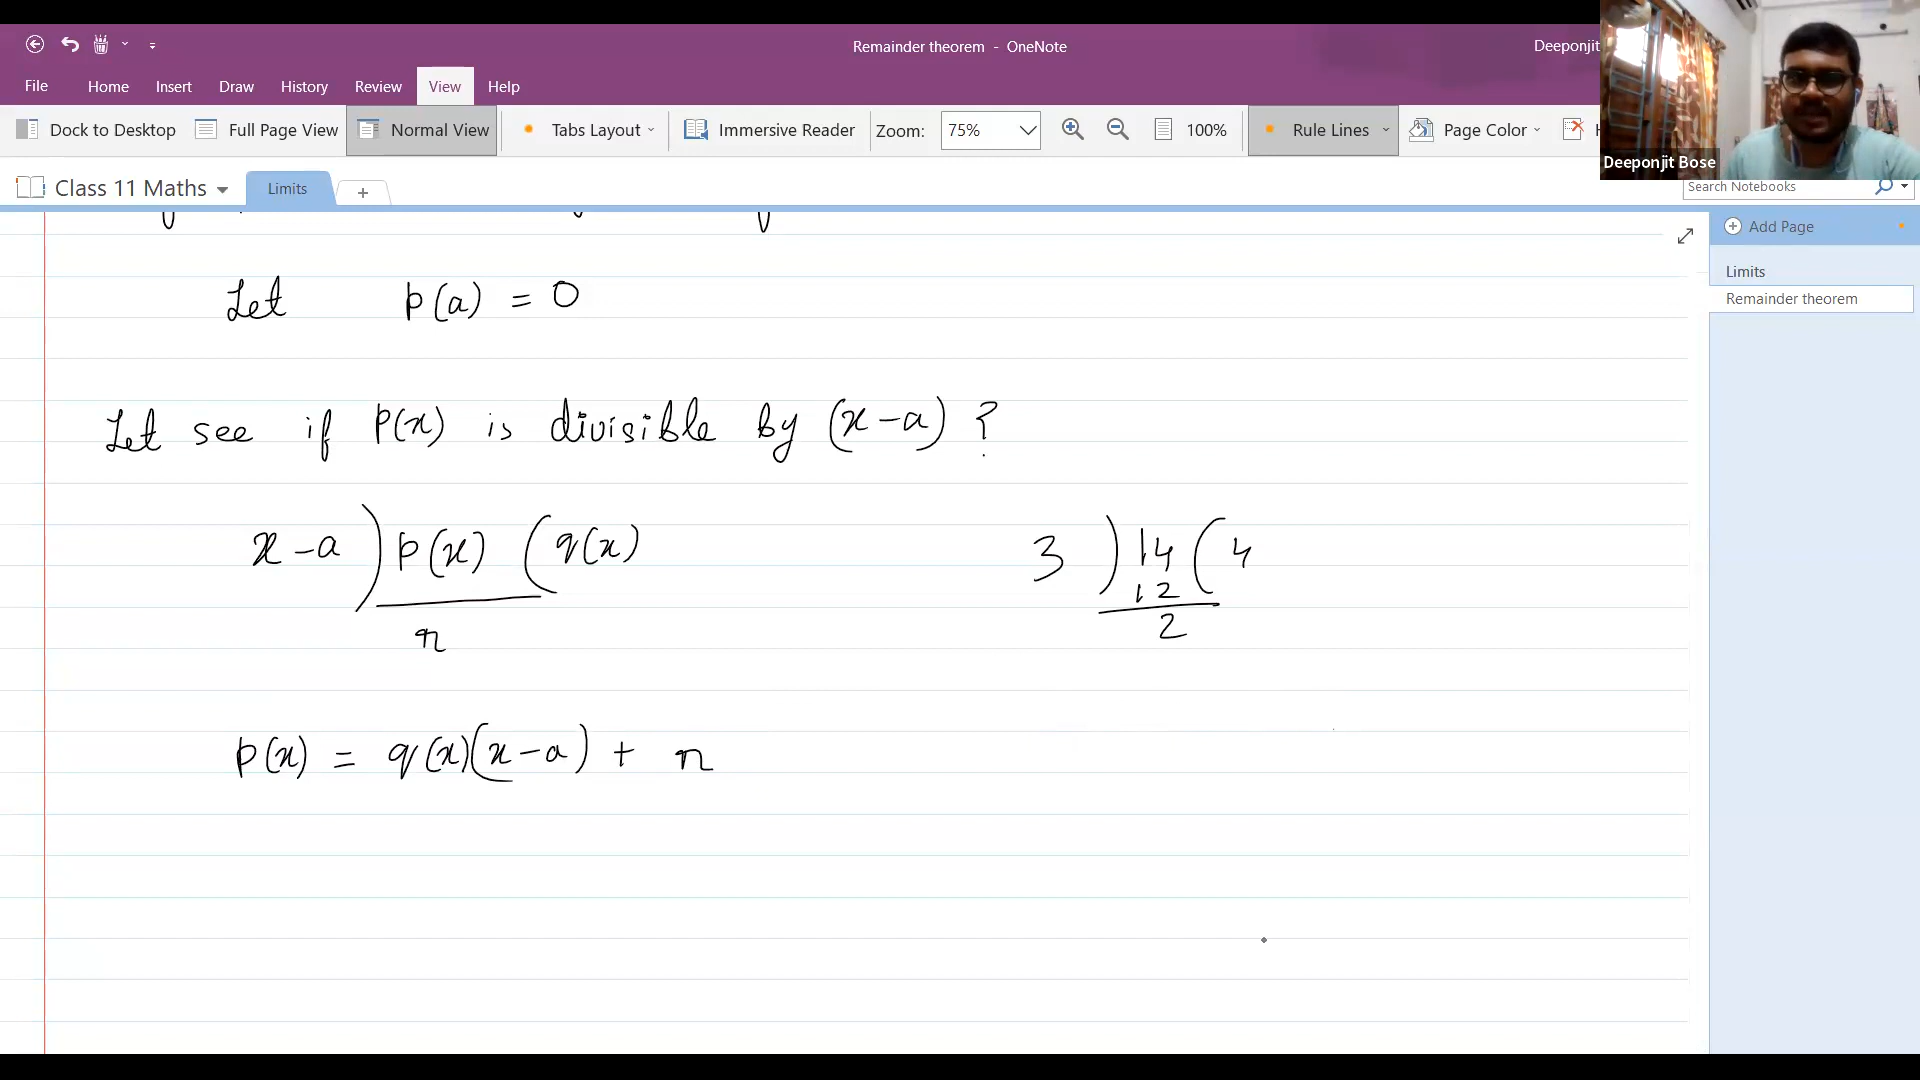 Remainder theorem - OneNote
Deeponjit
File Home Insert Draw History Review View Help
Dock to Desktop Full Page View Normal View Tabs Layout Immersive Reader Zoom: 75% 100% Rule Lines Page Color
Deeponjit Bose
Class 11 Maths Limits +
Search Notebooks
Add Page
Limits
Remainder theorem
Let p(a) = 0
Let see if p(x) is divisible by (x-a) ?
x-a ) p(x) ( q(x)
r
3 ) 14 ( 4
12
2
p(x) = q(x)(x-a) + r